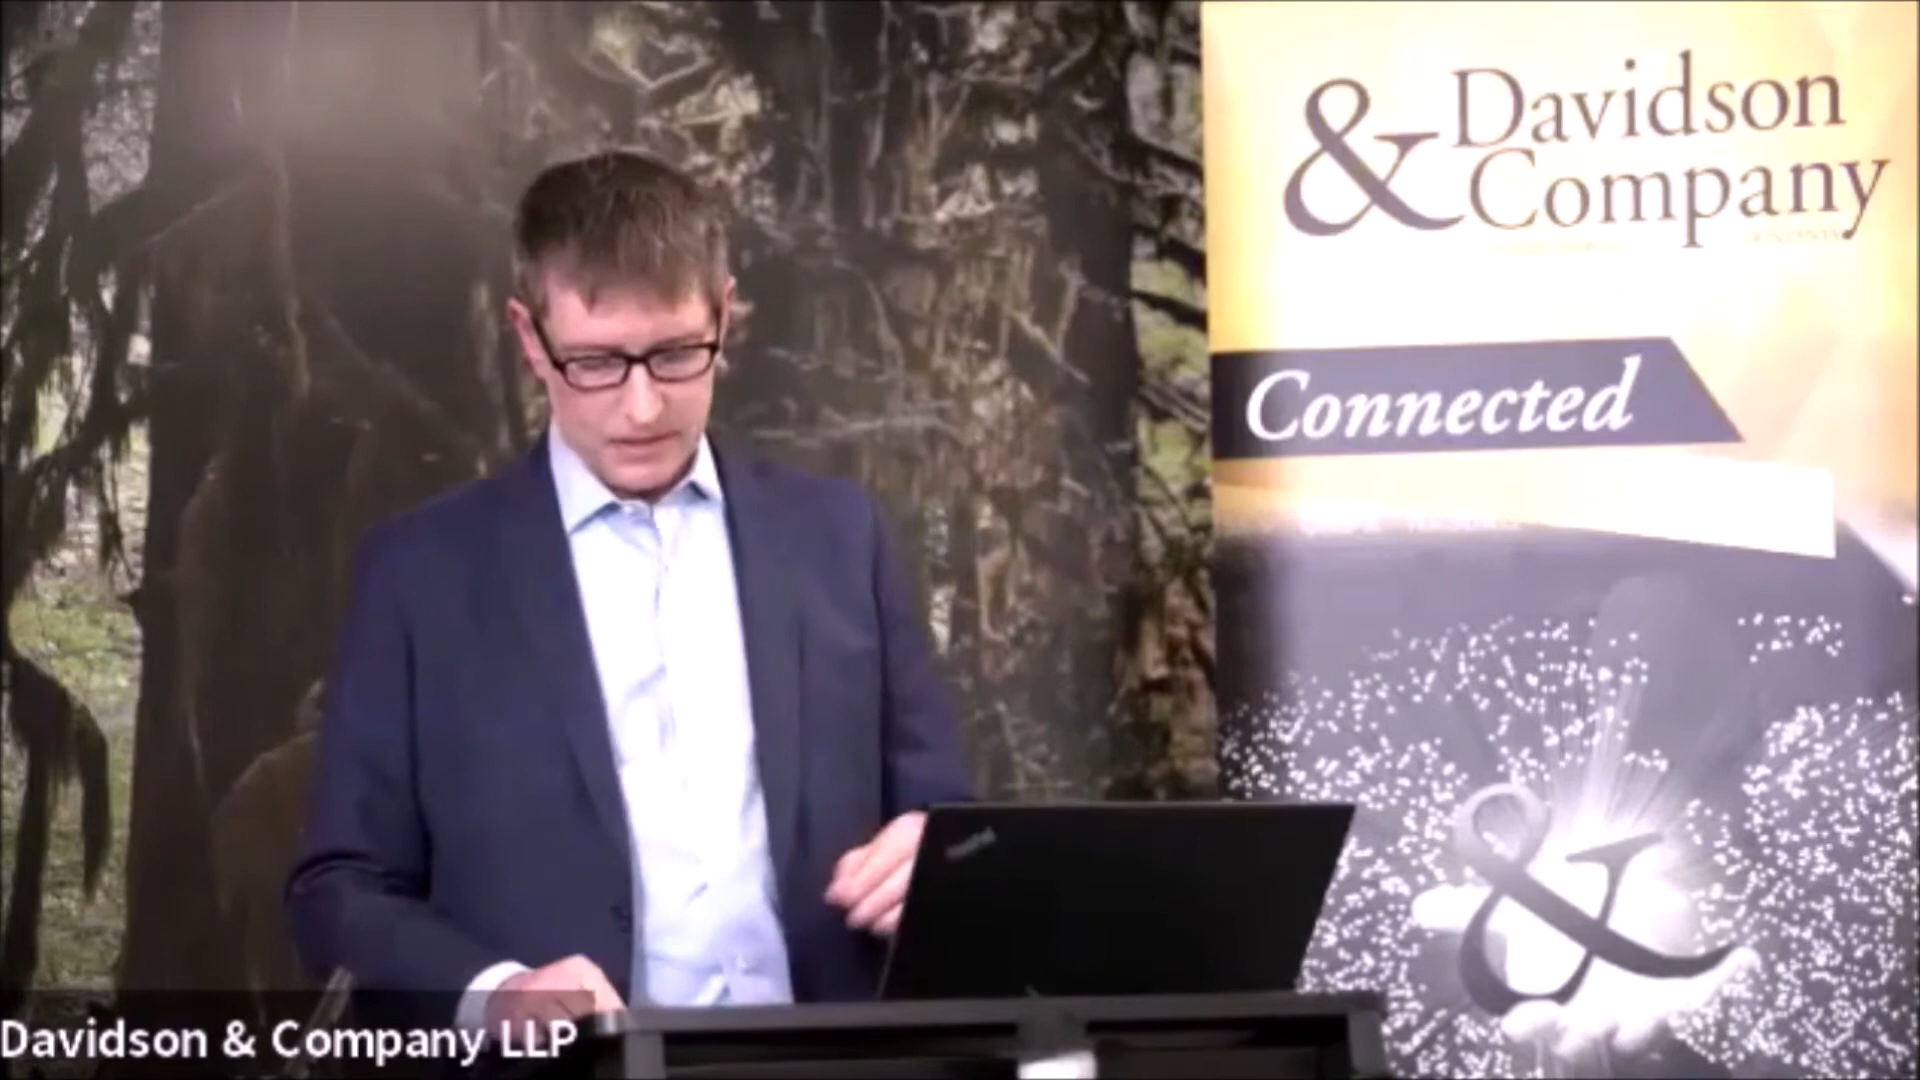 & Davidson
Company
Connected
&
Davidson & Company LLP